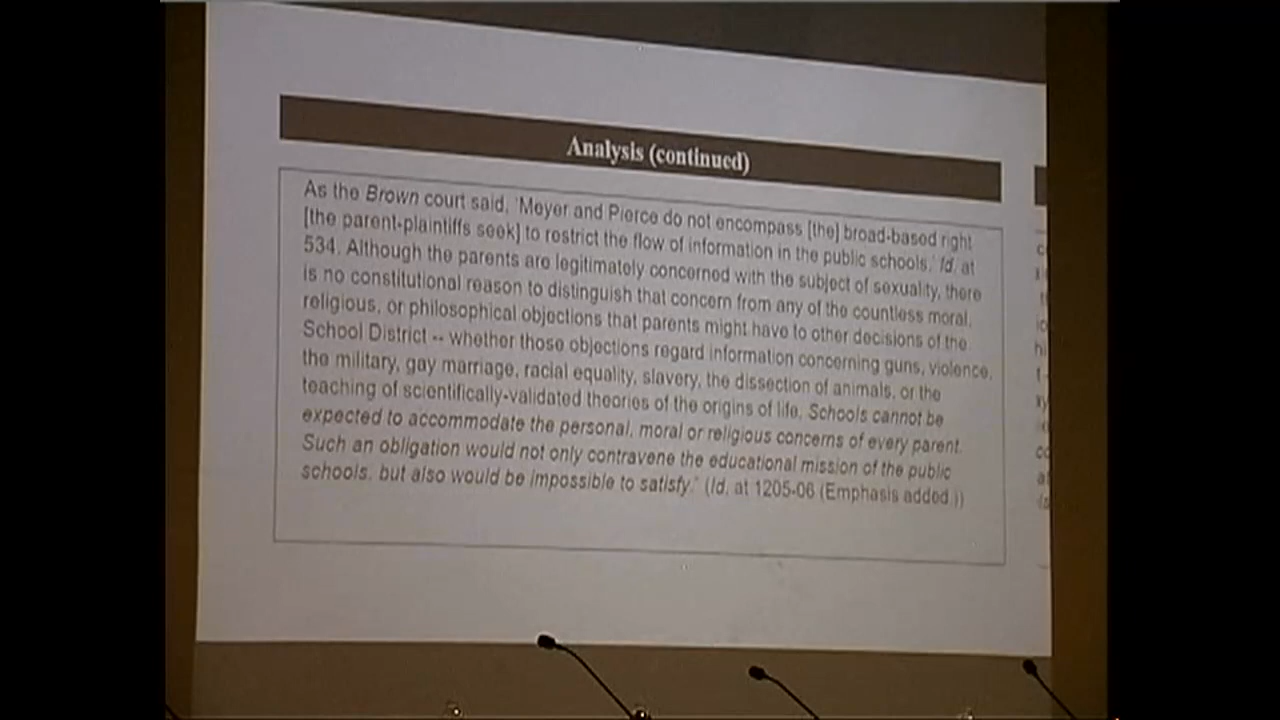 Analysis (continued)
As the Brown court said, 'Meyer and Pierce do not encompass [the] broad-based right
[the parent-plaintiffs seek] to restrict the flow of information in the public schools.' Id. at
534. Although the parents are legitimately concerned with the subject of sexuality, there
is no constitutional reason to distinguish that concern from any of the countless moral,
religious, or philosophical objections that parents might have to other decisions of the
School District -- whether those objections regard information concerning guns, violence,
the military, gay marriage, racial equality, slavery, the dissection of animals, or the
teaching of scientifically-validated theories of the origins of life. Schools cannot be
expected to accommodate the personal, moral or religious concerns of every parent.
Such an obligation would not only contravene the educational mission of the public
schools, but also would be impossible to satisfy.' (Id. at 1205-06 (Emphasis added.))